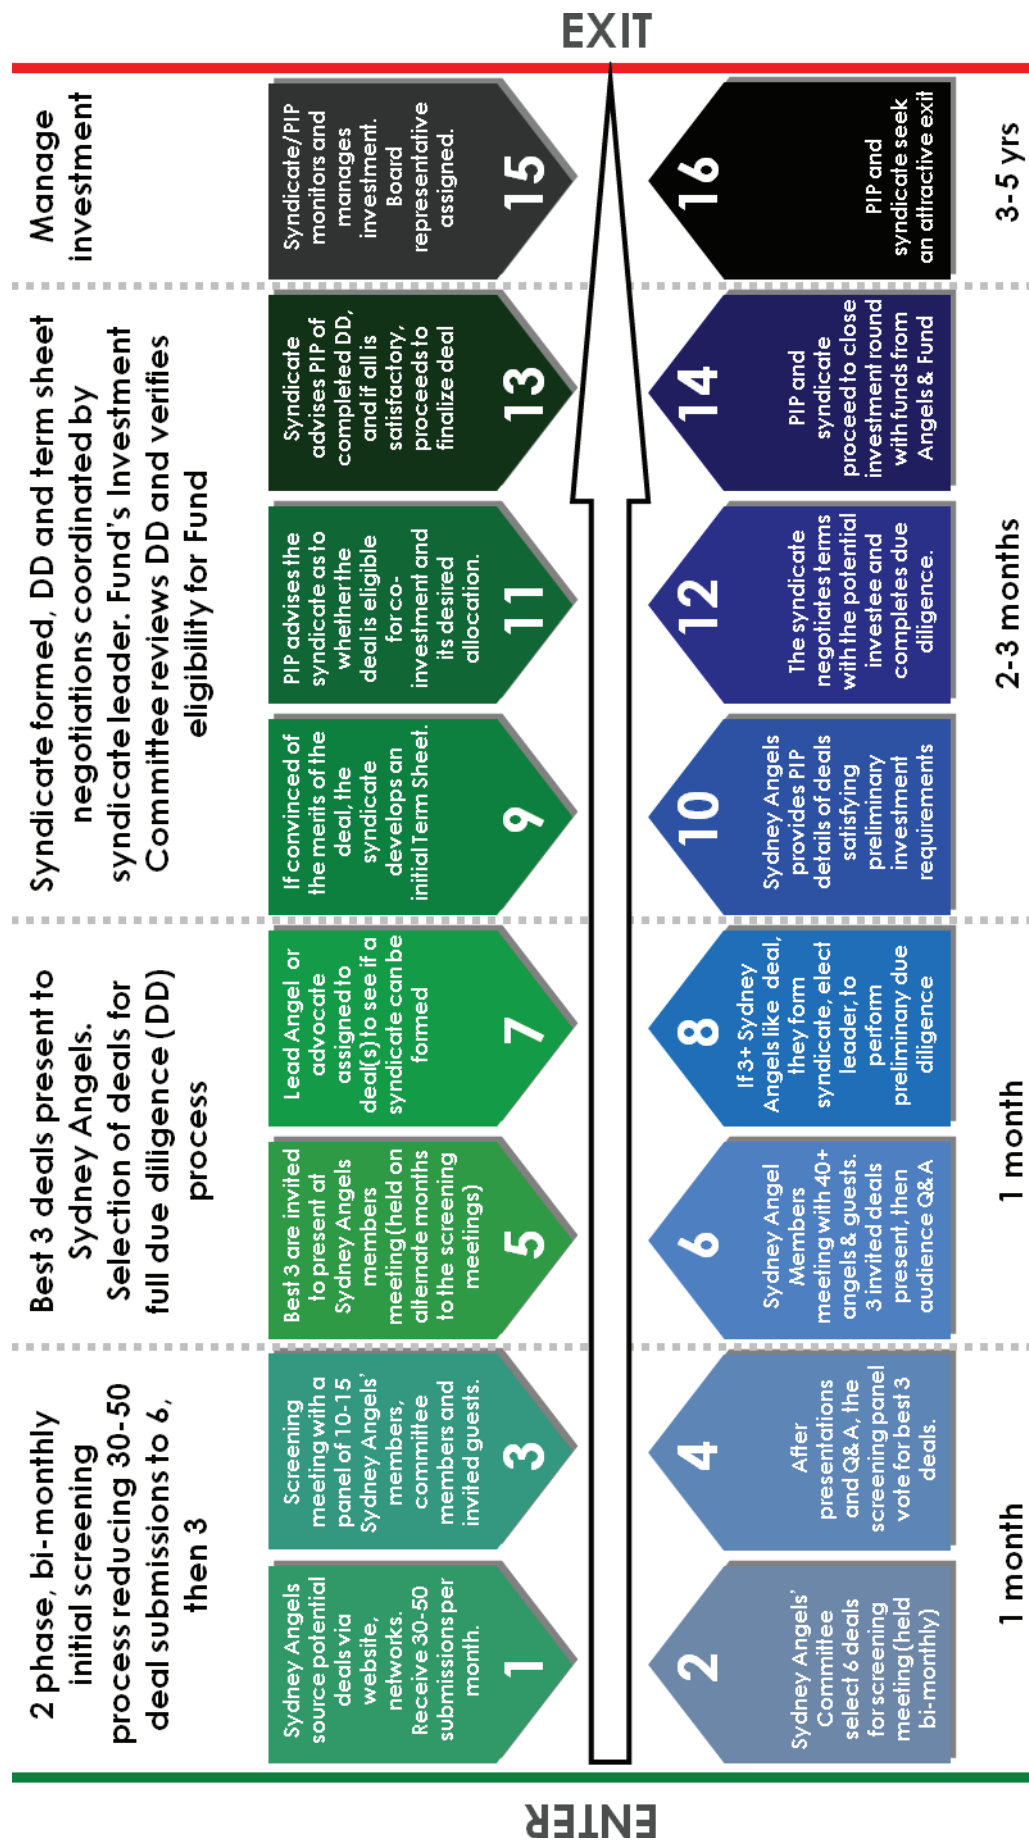 ENTER
EXIT
2 phase, bi-monthly
initial screening
process reducing 30-50
deal submissions to 6,
then 3
Best 3 deals present to
Sydney Angels.
Selection of deals for
full due diligence (DD)
process
Syndicate formed, DD and term sheet
negotiations coordinated by
syndicate leader. Fund's Investment
Committee reviews DD and verifies
eligibility for Fund
Manage
investment
Sydney Angels
source potential
deals via
website,
networks.
Receive 30-50
submissions per
month.
1
Screening
meeting with a
panel of 10-15
Sydney Angels'
members,
committee
members and
invited guests.
3
Best 3 are invited
to present at
Sydney Angels
members
meeting (held on
alternate months
to the screening
meetings)
5
Lead Angel or
advocate
assigned to
deal(s) to see if a
syndicate can be
formed
7
If convinced of
the merits of the
deal, the
syndicate
develops an
initial Term Sheet.
9
PIP advises the
syndicate as to
whether the
deal is eligible
for co-
investment and
its desired
allocation.
11
Syndicate
advises PIP of
completed DD,
and if all is
satisfactory,
proceeds to
finalize deal
13
Syndicate/PIP
monitors and
manages
investment.
Board
representative
assigned.
15
2
Sydney Angels'
Committee
select 6 deals
for screening
meeting (held
bi-monthly)
4
After
presentations
and Q&A, the
screening panel
vote for best 3
deals.
6
Sydney Angel
Members
meeting with 40+
angels & guests.
3 invited deals
present, then
audience Q&A
8
If 3+ Sydney
Angels like deal,
they form
syndicate, elect
leader, to
perform
preliminary due
diligence
10
Sydney Angels
provides PIP
details of deals
satisfying
preliminary
investment
requirements
12
The syndicate
negotiates terms
with the potential
investee and
completes due
diligence.
14
PIP and
syndicate
proceed to close
investment round
with funds from
Angels & Fund
16
PIP and
syndicate seek
an attractive exit
1 month
1 month
2-3 months
3-5 yrs